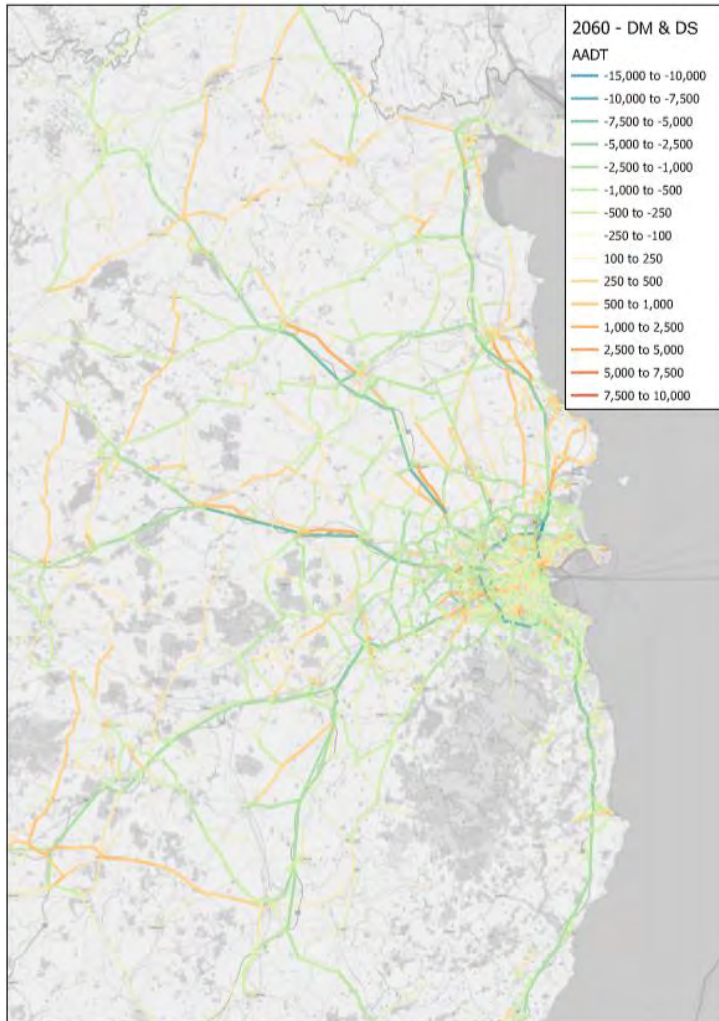 2060 - DM & DS
AADT
-15,000 to -10,000
-10,000 to -7,500
-7,500 to -5,000
-5,000 to -2,500
-2,500 to -1,000
-1,000 to -500
-500 to -250
-250 to -100
100 to 250
250 to 500
500 to 1,000
1,000 to 2,500
2,500 to 5,000
5,000 to 7,500
7,500 to 10,000